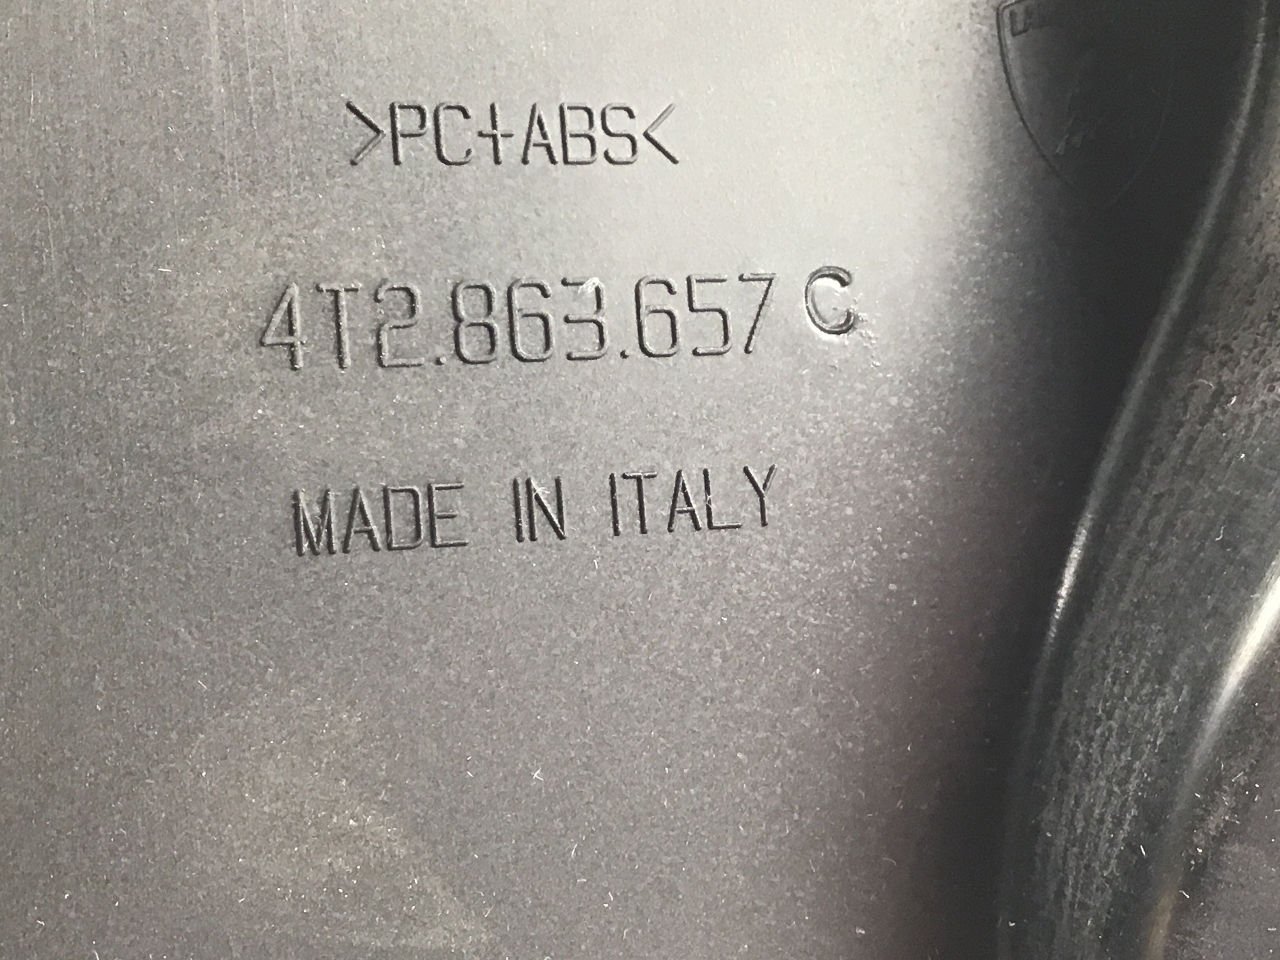 >PC+ABS<
4T2.863.657 C
MADE IN ITALY